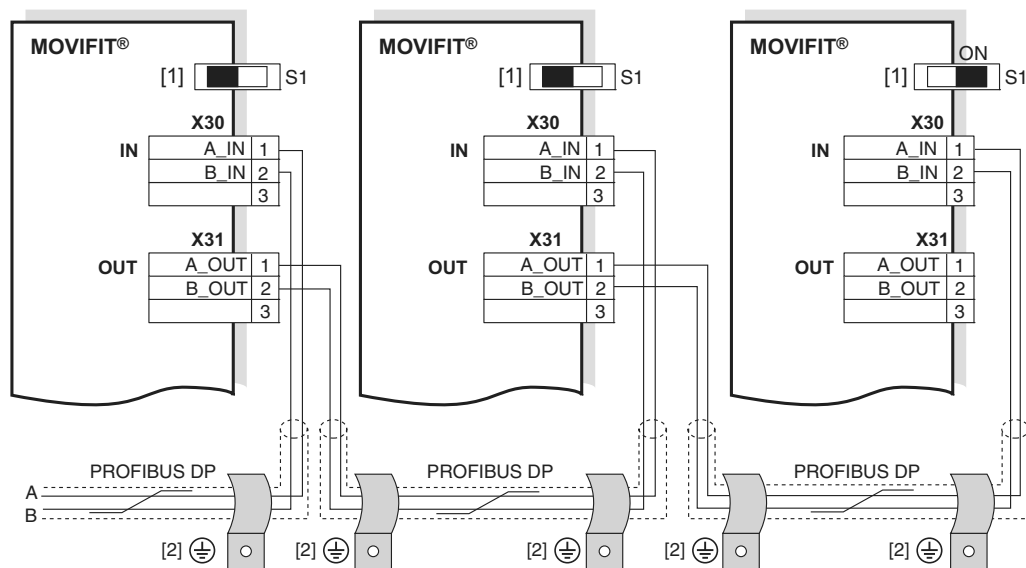 MOVIFIT®
[1] S1
X30
IN
A_IN 1
B_IN 2
3
X31
OUT
A_OUT 1
B_OUT 2
3
MOVIFIT®
[1] S1
X30
IN
A_IN 1
B_IN 2
3
X31
OUT
A_OUT 1
B_OUT 2
3
MOVIFIT®
ON
[1] S1
X30
IN
A_IN 1
B_IN 2
3
X31
OUT
A_OUT 1
B_OUT 2
3
PROFIBUS DP
A
B
[2]
[2]
PROFIBUS DP
[2]
[2]
PROFIBUS DP
[2]